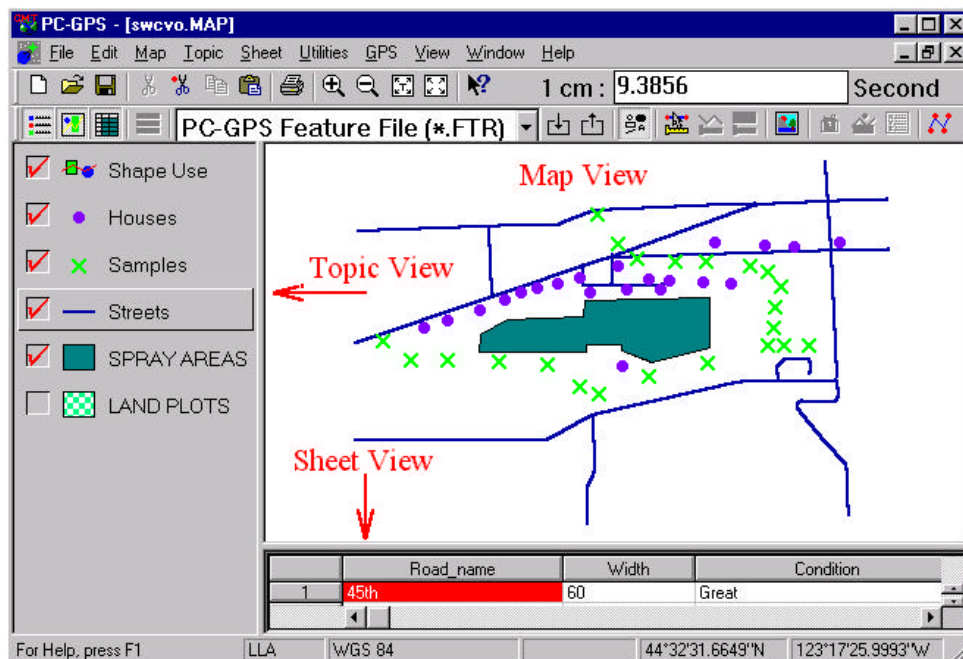 PC-GPS - [swcvo.MAP]
File Edit Map Topic Sheet Utilities GPS View Window Help
1 cm : 9.3856 Second
PC-GPS Feature File (*.FTR)
Shape Use
Houses
Samples
Streets
SPRAY AREAS
LAND PLOTS
Map View
Topic View
Sheet View
Road_name Width Condition
1 45th 60 Great
For Help, press F1 LLA WGS 84 44°32'31.6649"N 123°17'25.9993"W